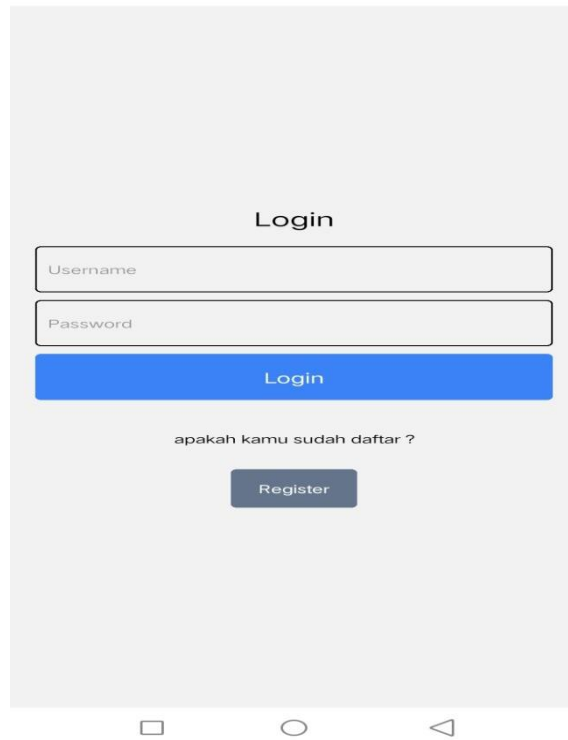 Login
Username
Password
Login
apakah kamu sudah daftar ?
Register